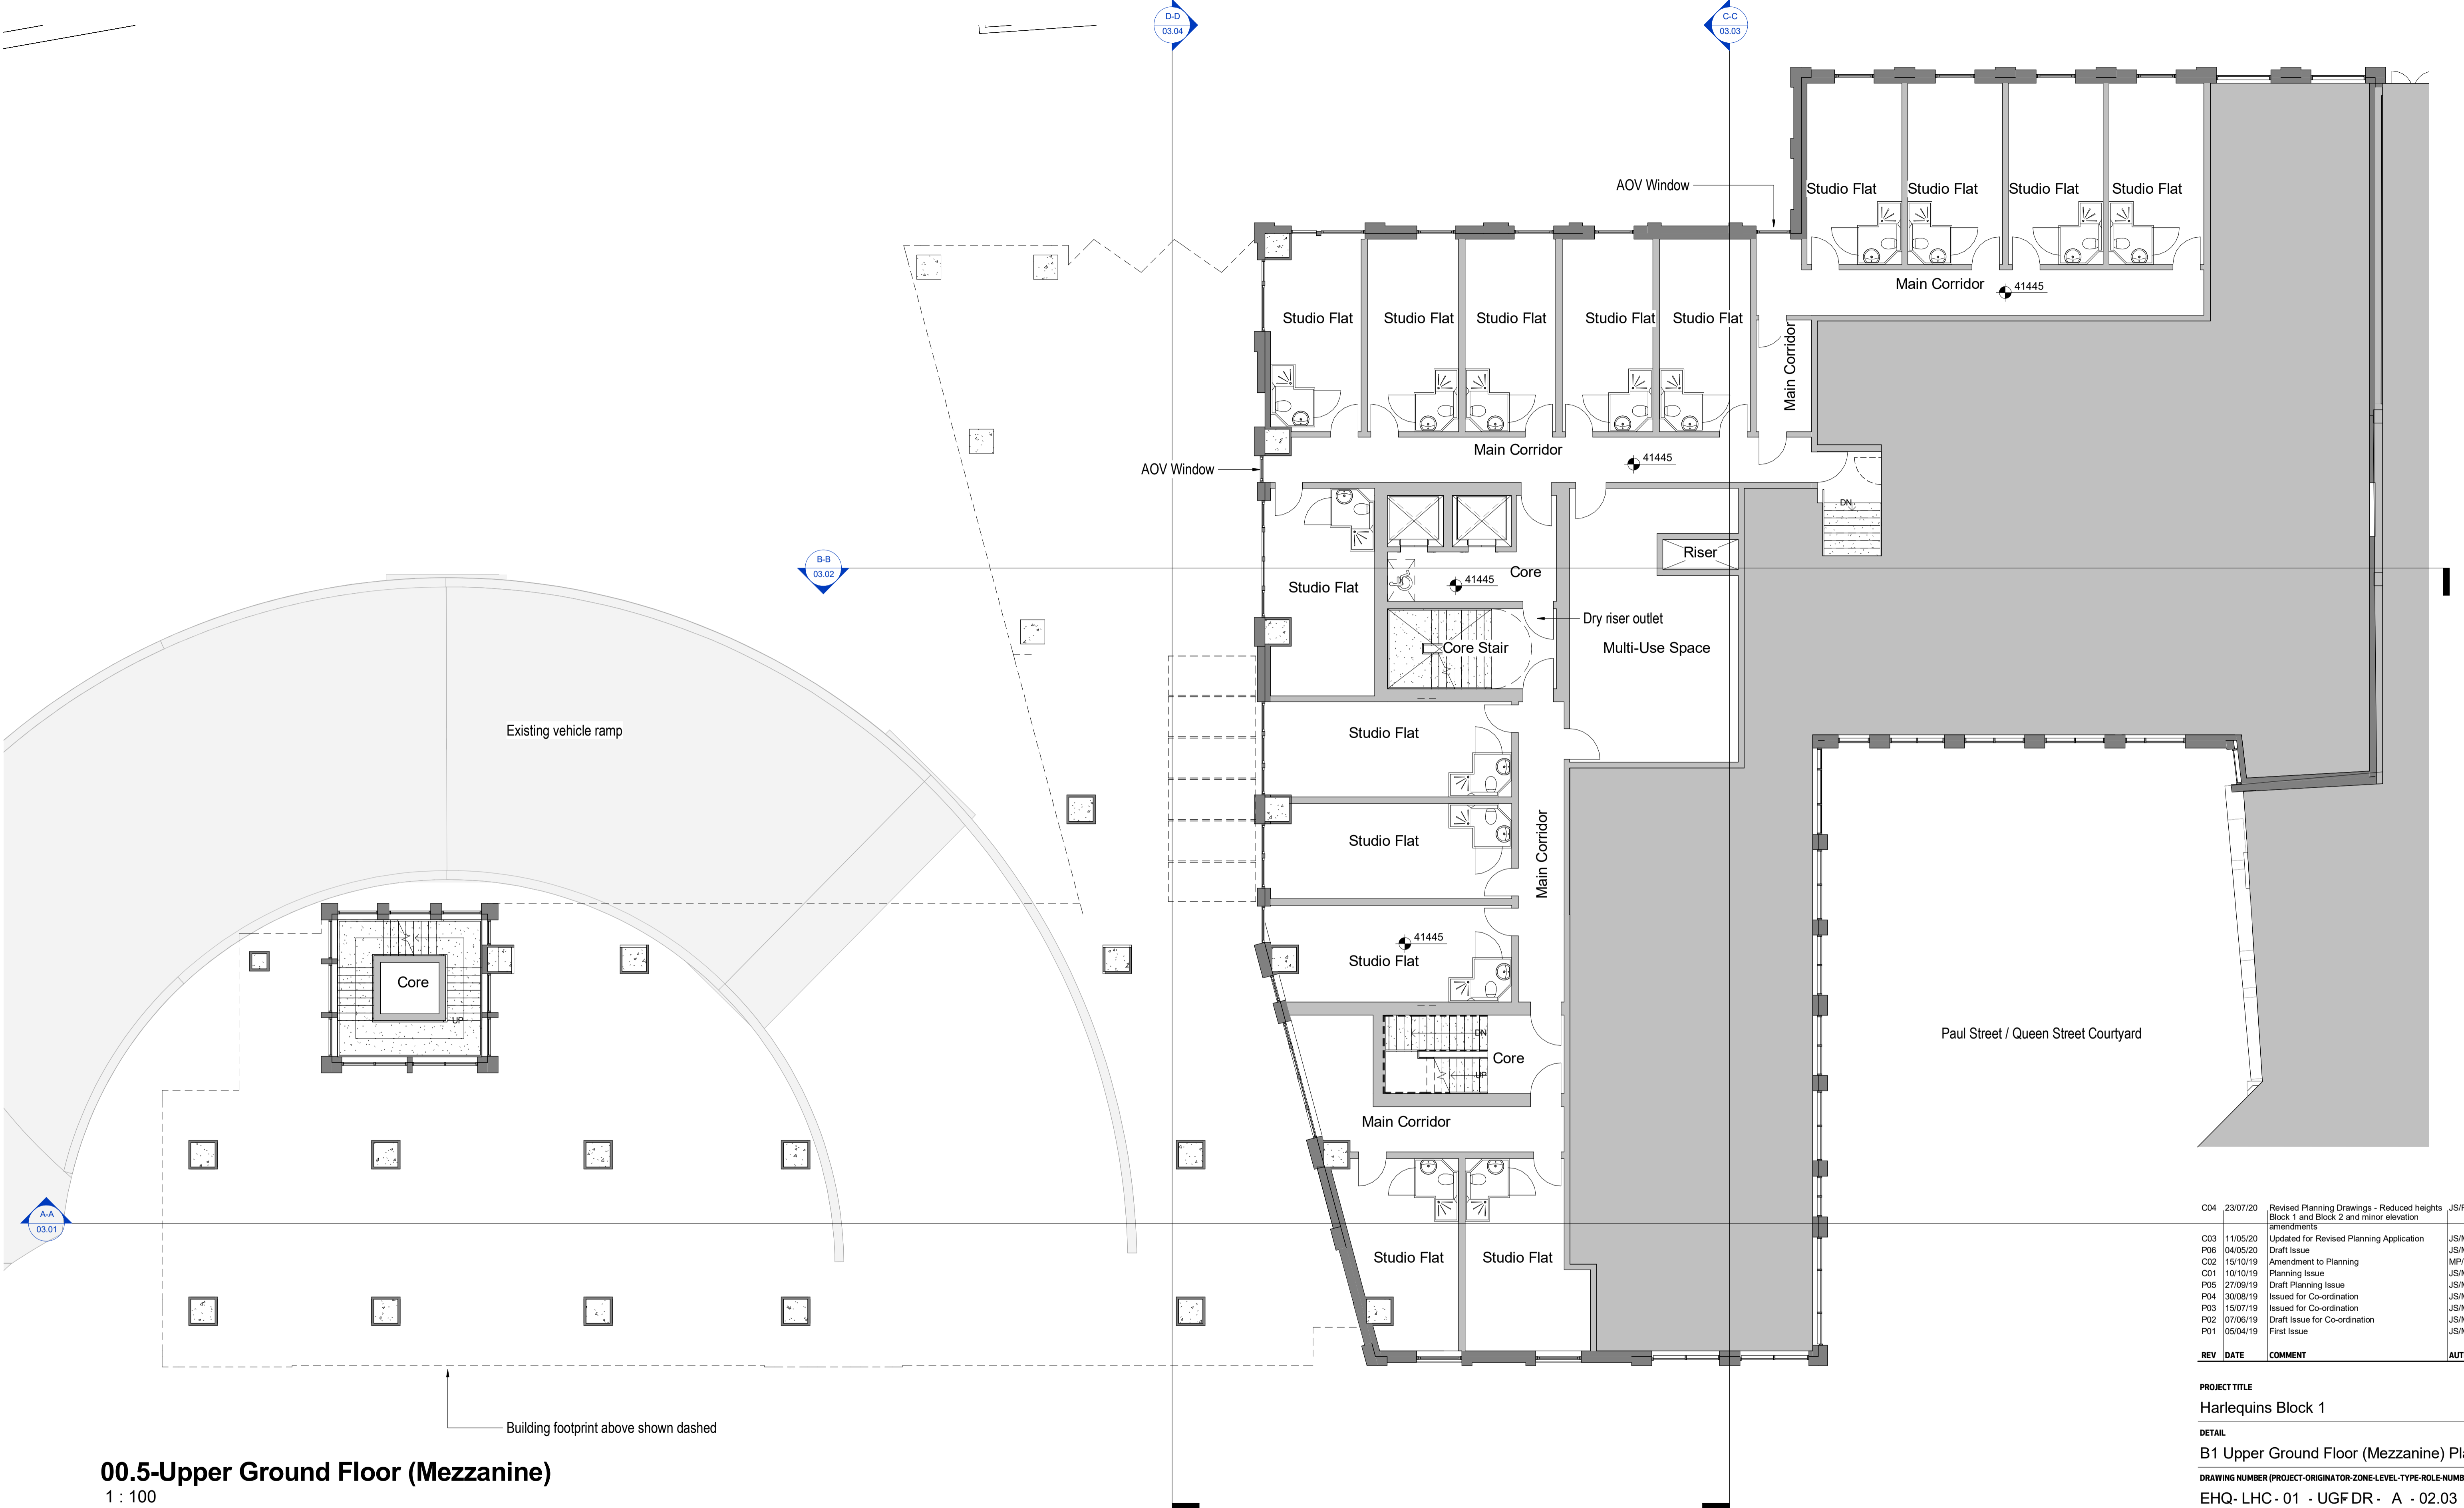 D-D
03.04
C-C
03.03
AOV Window
Studio Flat
Studio Flat
Studio Flat
Studio Flat
Main Corridor
41445
Studio Flat
Studio Flat
Studio Flat
Studio Flat
Studio Flat
Main Corridor
Main Corridor
41445
AOV Window
DN
B-B
03.02
Riser
Core
41445
Studio Flat
Dry riser outlet
Core Stair
Multi-Use Space
Existing vehicle ramp
Studio Flat
Studio Flat
Main Corridor
41445
Studio Flat
Core
UP
DN
Core
UP
Paul Street / Queen Street Courtyard
Main Corridor
A-A
03.01
Studio Flat
Studio Flat
Building footprint above shown dashed
00.5-Upper Ground Floor (Mezzanine)
1 : 100
C04 23/07/20 Revised Planning Drawings - Reduced heights
Block 1 and Block 2 and minor elevation
amendments
C03 11/05/20 Updated for Revised Planning Application
P06 04/05/20 Draft Issue
C02 15/10/19 Amendment to Planning
C01 10/10/19 Planning Issue
P05 27/09/19 Draft Planning Issue
P04 30/08/19 Issued for Co-ordination
P03 15/07/19 Issued for Co-ordination
P02 07/06/19 Draft Issue for Co-ordination
P01 05/04/19 First Issue
REV DATE COMMENT
PROJECT TITLE
Harlequins Block 1
DETAIL
B1 Upper Ground Floor (Mezzanine)
DRAWING NUMBER (PROJECT-ORIGINATOR-ZONE-LEVEL-TYPE-ROLE-
EHQ- LHC - 01 - UGF DR - A - 02.03